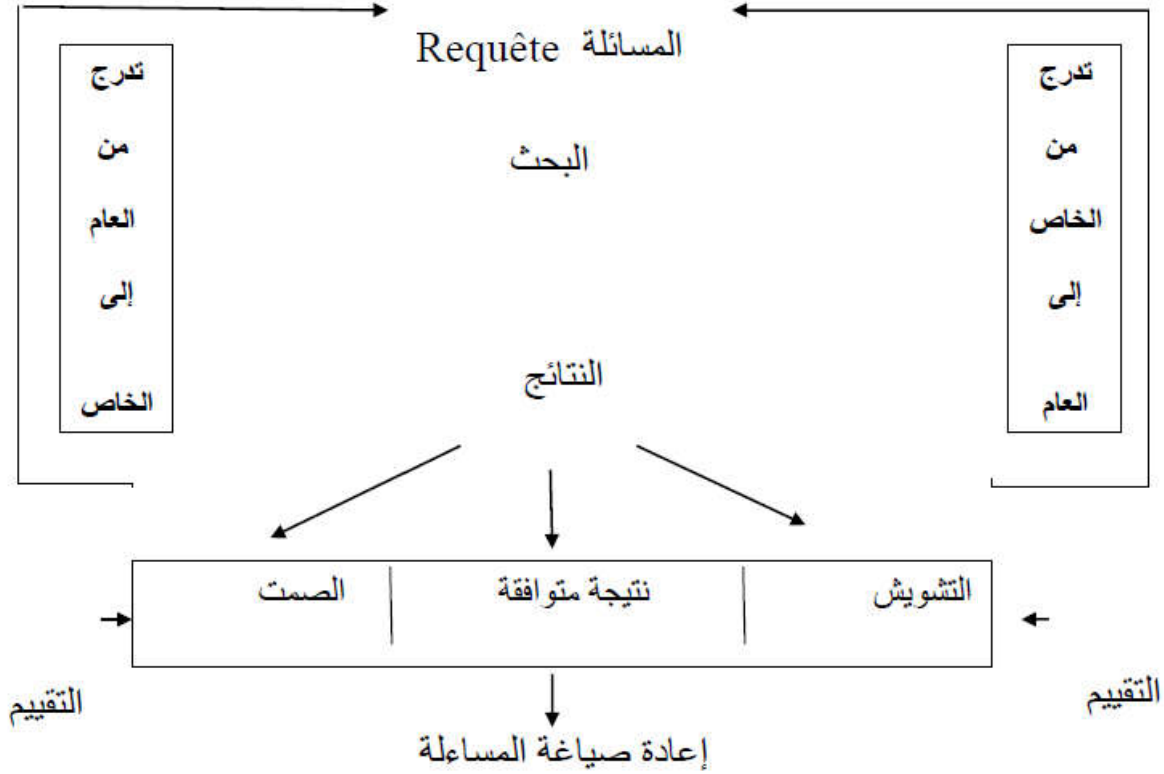 المسائلة Requête
تدرج
من
الخاص
إلى
العام
تدرج
من
العام
إلى
الخاص
البحث
النتائج
التشويش
نتيجة متوافقة
الصمت
التقييم
التقييم
إعادة صياغة المساءلة